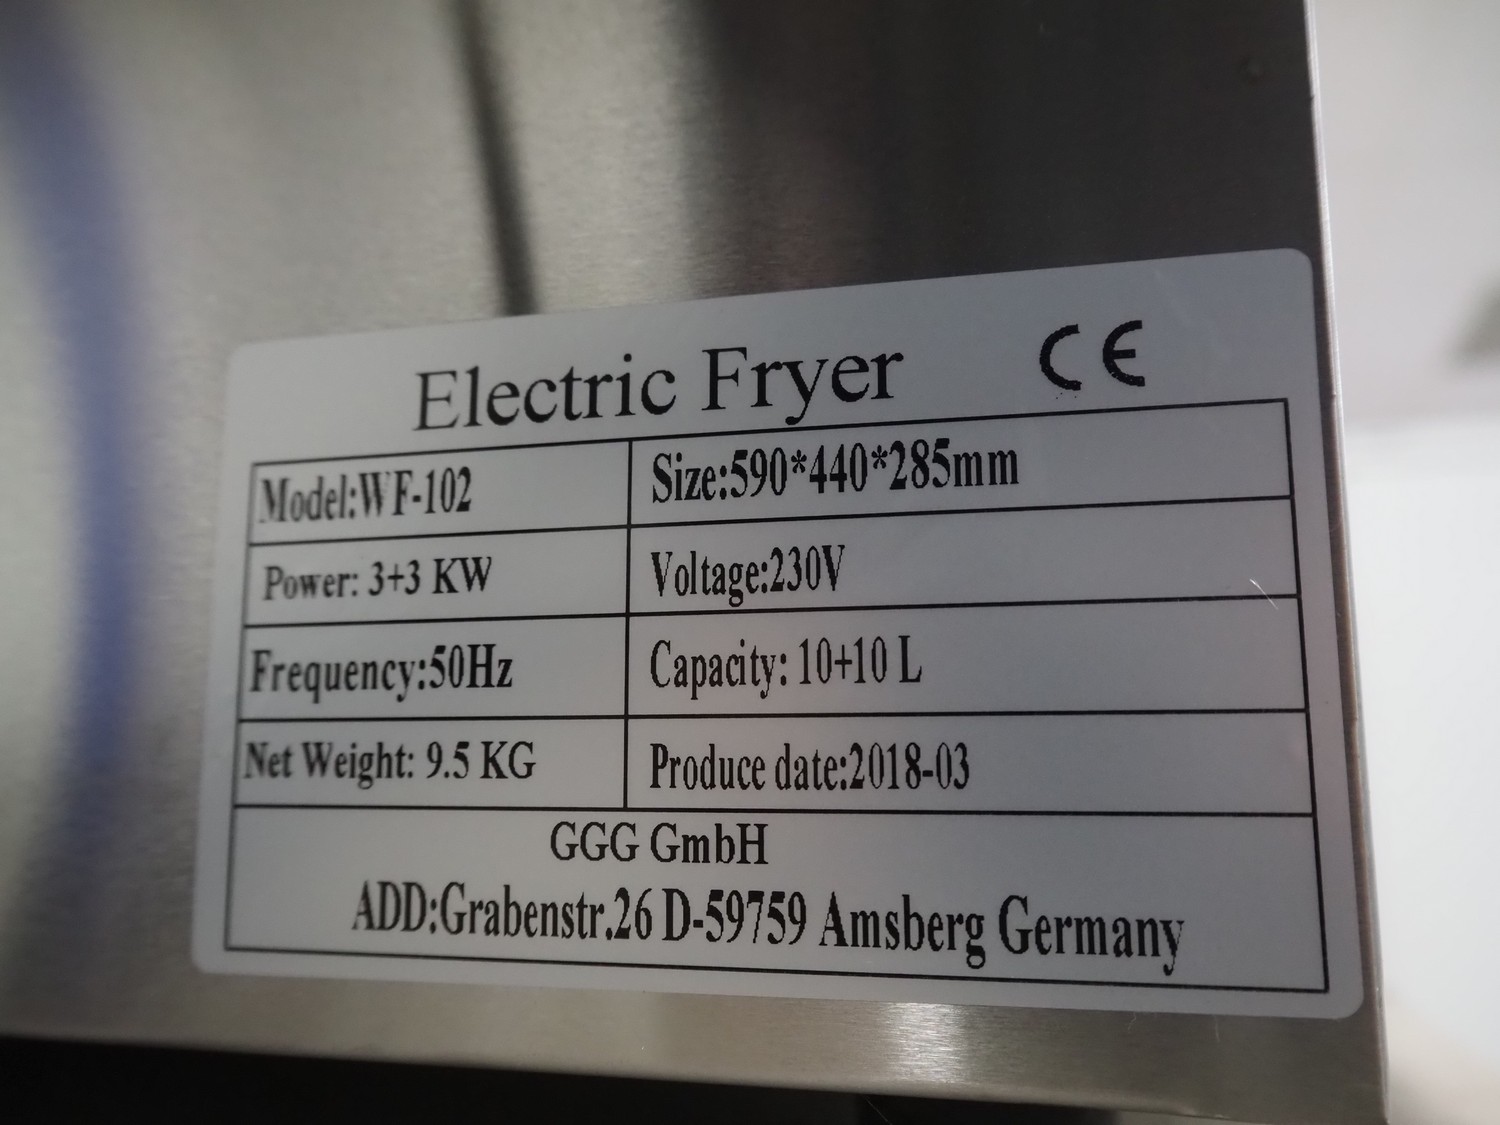 Electric Fryer CE
Model:WF-102 Size:590*440*285mm
Power: 3+3 KW Voltage:230V
Frequency:50Hz Capacity: 10+10 L
Net Weight: 9.5 KG Produce date:2018-03
GGG GmbH
ADD:Grabenstr.26 D-59759 Amsberg Germany